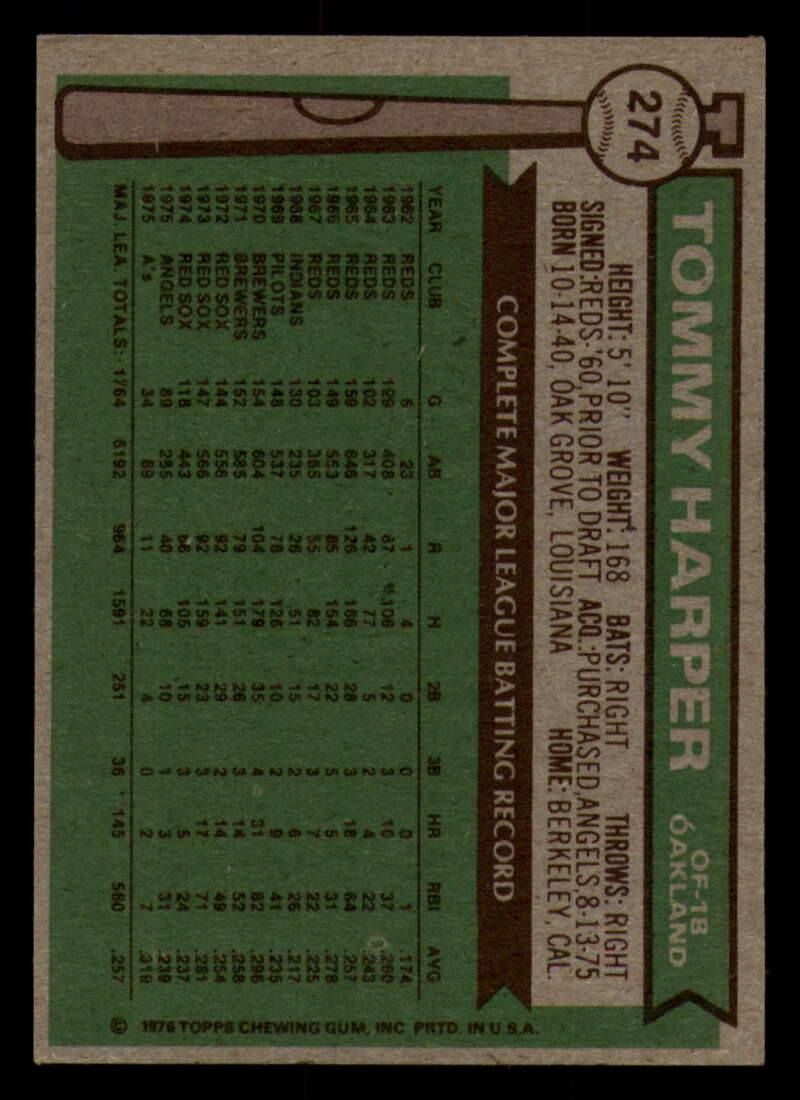 274
TOMMY HARPER
OF-1B
OAKLAND
HEIGHT: 5'10" WEIGHT: 168 BATS: RIGHT THROWS: RIGHT
SIGNED: REDS-'60, PRIOR TO DRAFT ACQ.: PURCHASED, ANGELS, 8-13-75
BORN 10-14-40, OAK GROVE, LOUISIANA HOME: BERKELEY, CAL.
COMPLETE MAJOR LEAGUE BATTING RECORD
YEAR CLUB G AB R H 2B 3B HR RBI AVG
1962 REDS 6 23 1 4 0 0 0 1 .174
1963 REDS 129 408 87 106 12 3 10 37 .260
1964 REDS 102 317 42 77 5 2 4 22 .243
1965 REDS 159 646 126 166 28 3 18 64 .257
1966 REDS 149 553 85 154 22 5 5 31 .278
1967 REDS 103 365 55 82 17 3 7 22 .225
1968 INDIANS 130 235 26 51 15 2 6 26 .217
1969 PILOTS 148 537 78 126 10 2 9 41 .235
1970 BREWERS 154 604 104 179 35 4 31 82 .296
1971 BREWERS 152 585 79 151 26 3 14 52 .258
1972 RED SOX 144 556 92 141 29 2 14 49 .254
1973 RED SOX 147 566 92 159 23 3 17 71 .281
1974 RED SOX 118 443 66 105 15 3 5 24 .237
1975 ANGELS 89 285 40 68 10 1 3 31 .239
1975 A's 34 69 11 22 4 0 2 7 .319
MAJ. LEA. TOTALS: 1764 6192 984 1591 251 36 145 560 .257
© 1976 TOPPS CHEWING GUM, INC PRTD. IN U.S.A.